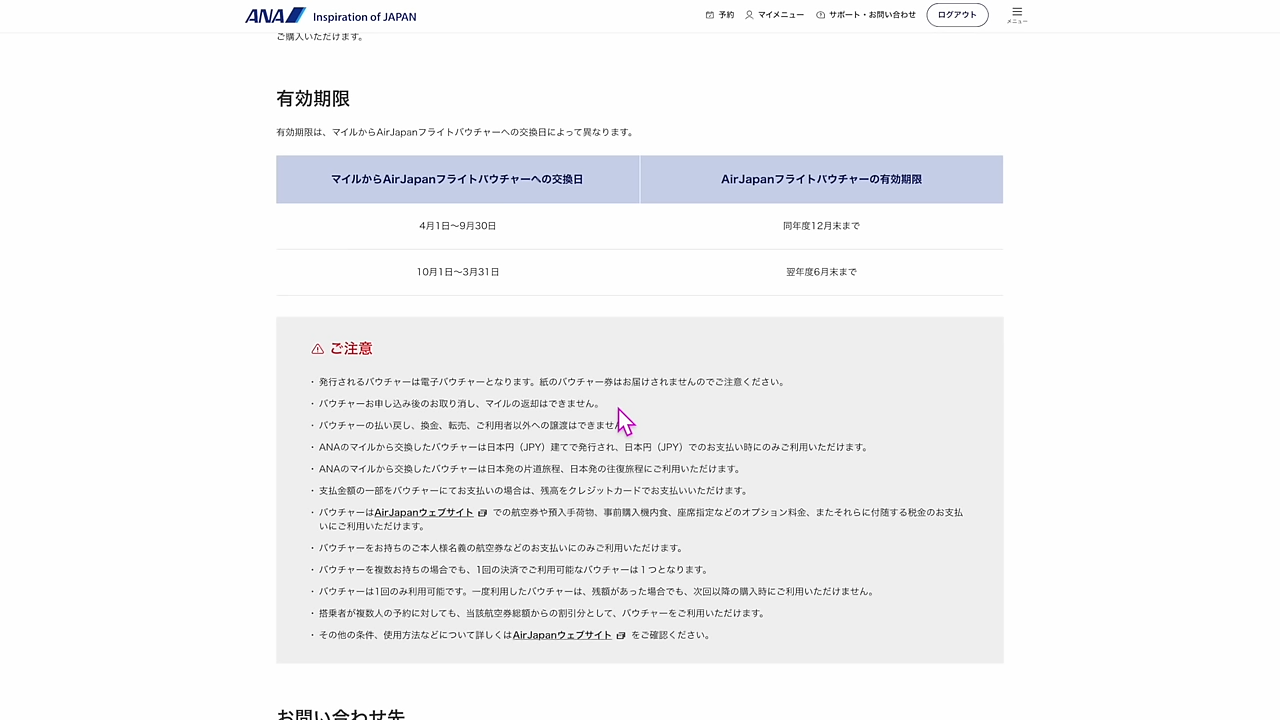 ANA Inspiration of JAPAN
予約 マイメニュー サポート・お問い合わせ ログアウト メニュー
ご購入いただけます。
有効期限
有効期限は、マイルからAirJapanフライトバウチャーへの交換日によって異なります。
マイルからAirJapanフライトバウチャーへの交換日 AirJapanフライトバウチャーの有効期限
4月1日～9月30日 同年度12月末まで
10月1日～3月31日 翌年度6月末まで
ご注意
・発行されるバウチャーは電子バウチャーとなります。紙のバウチャー券はお届けされませんのでご注意ください。
・バウチャーお申し込み後のお取り消し、マイルの返却はできません。
・バウチャーの払い戻し、換金、転売、ご利用者以外への譲渡はできません
・ANAのマイルから交換したバウチャーは日本円（JPY）建てで発行され、日本円（JPY）でのお支払い時にのみご利用いただけます。
・ANAのマイルから交換したバウチャーは日本発の片道旅程、日本発の往復旅程にご利用いただけます。
・支払金額の一部をバウチャーにてお支払いの場合は、残高をクレジットカードでお支払いいただけます。
・バウチャーはAirJapanウェブサイト での航空券や預入手荷物、事前購入機内食、座席指定などのオプション料金、またそれらに付随する税金のお支払
いにご利用いただけます。
・バウチャーをお持ちのご本人様名義の航空券などのお支払いにのみご利用いただけます。
・バウチャーを複数お持ちの場合でも、1回の決済でご利用可能なバウチャーは１つとなります。
・バウチャーは1回のみ利用可能です。一度利用したバウチャーは、残額があった場合でも、次回以降の購入時にご利用いただけません。
・搭乗者が複数人の予約に対しても、当該航空券総額からの割引分として、バウチャーをご利用いただけます。
・その他の条件、使用方法などについて詳しくはAirJapanウェブサイト をご確認ください。
お問い合わせ先